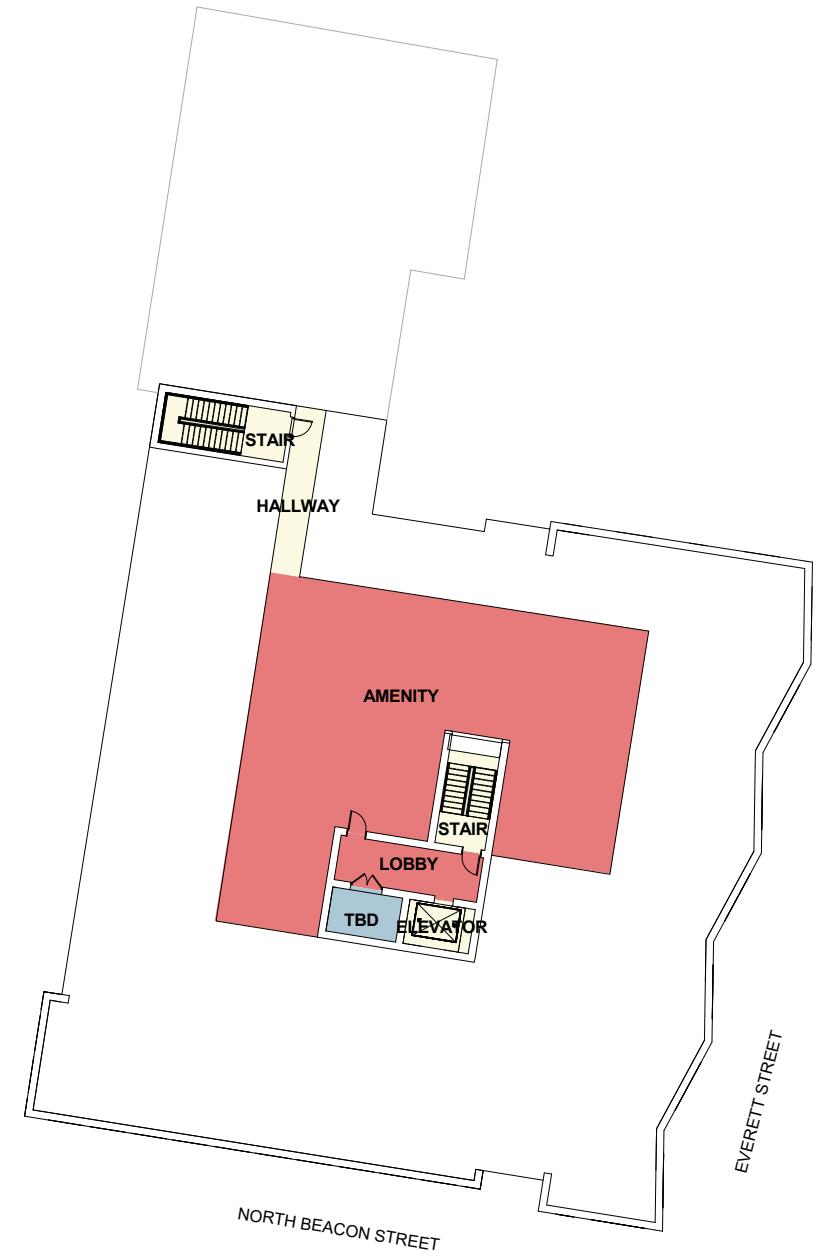 STAIR
HALLWAY
AMENITY
STAIR
LOBBY
TBD
ELEVATOR
EVERETT STREET
NORTH BEACON STREET